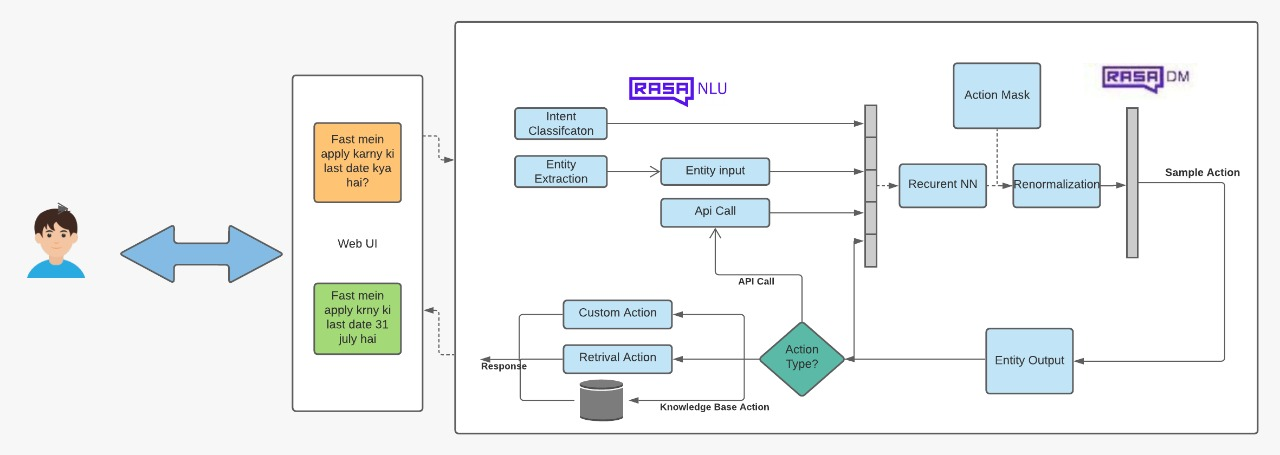 Fast mein
apply karny ki
last date kya
hai?
Web UI
Fast mein
apply krny ki
last date 31
july hai
RASA NLU
Intent
Classifcaton
Entity
Extraction
Entity input
Api Call
API Call
Custom Action
Retrival Action
Response
Knowledge Base Action
Action
Type?
Action Mask
RASA DM
Recurent NN
Renormalization
Sample Action
Entity Output